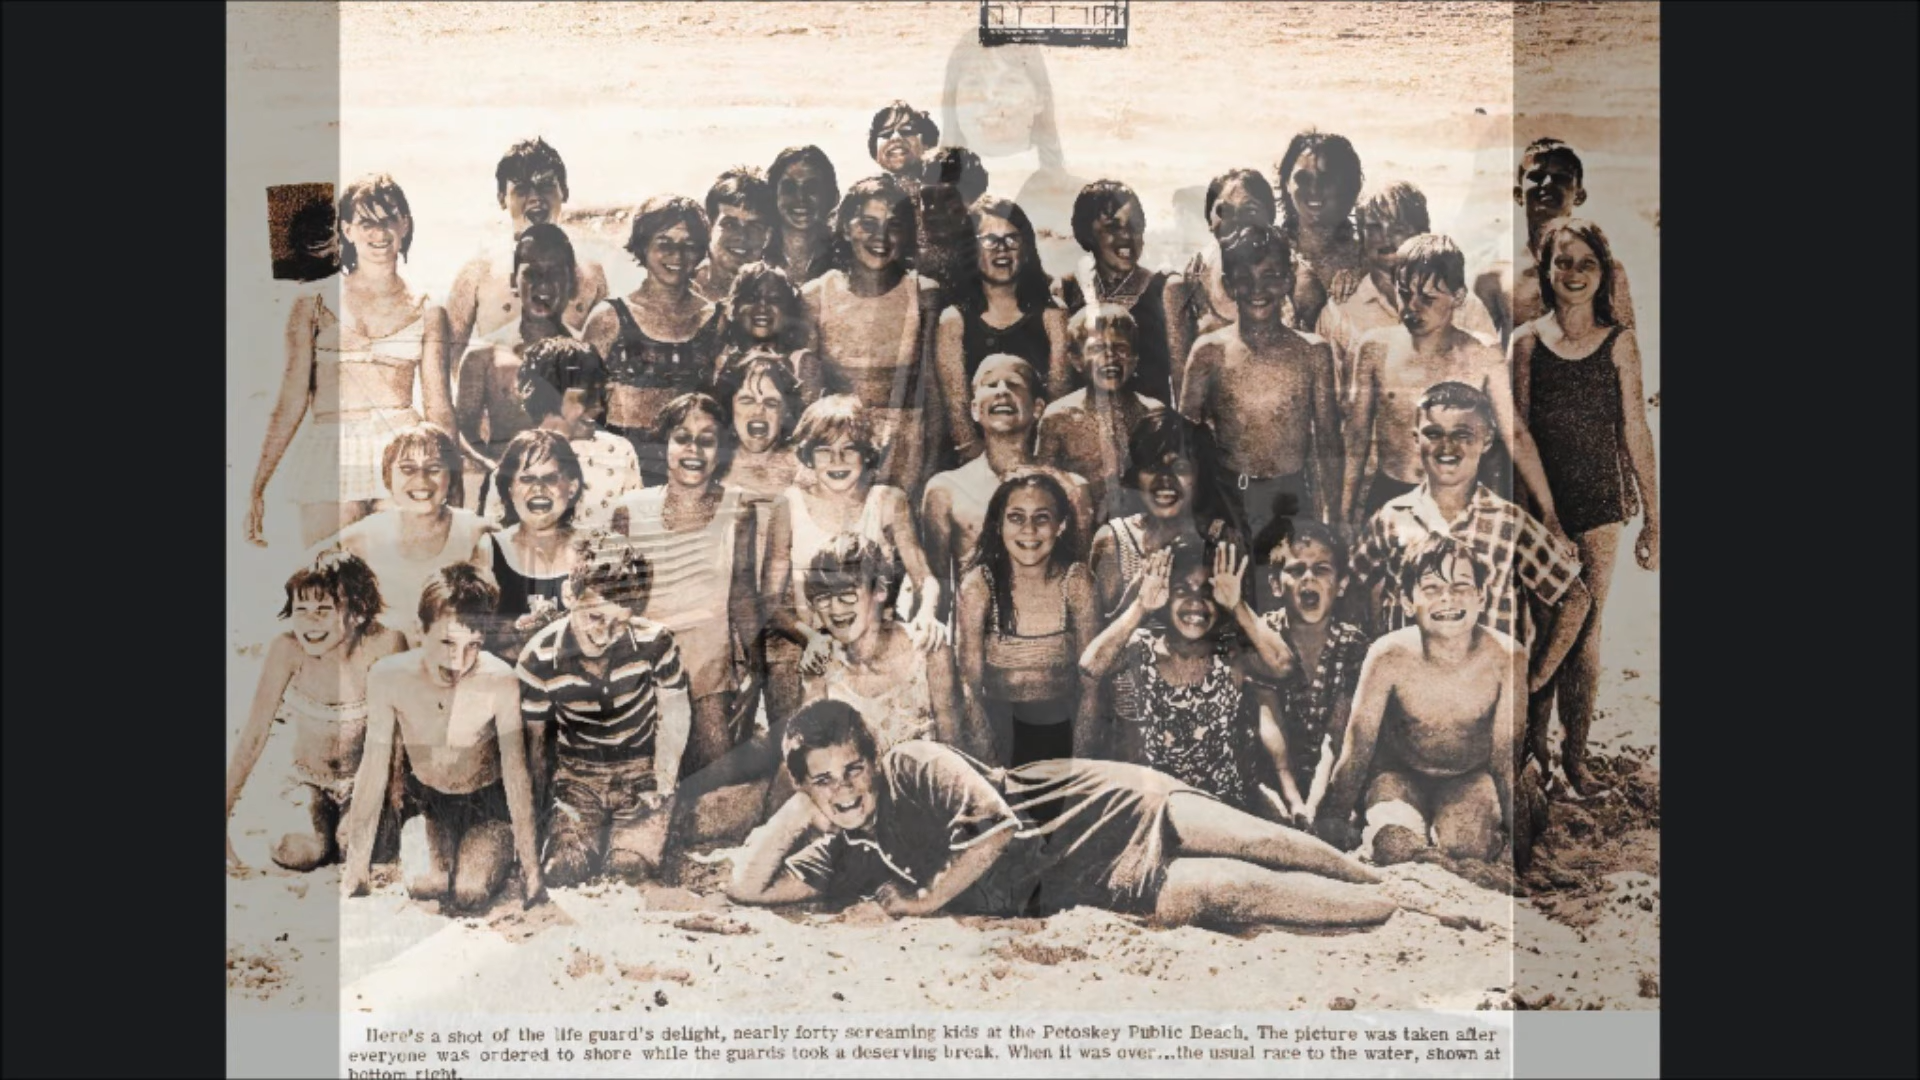 Here's a shot of the life guard's delight, nearly forty screaming kids at the Petoskey Public Beach. The picture was taken after
everyone was ordered to shore while the guards took a deserving break. When it was over...the usual race to the water, shown at
bottom right.